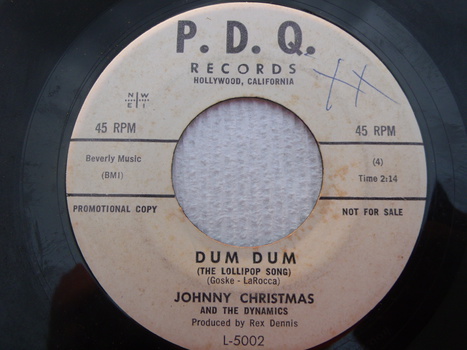 P. D. Q.
RECORDS
HOLLYWOOD, CALIFORNIA
XX
N W
E I
45 RPM
45 RPM
Beverly Music
(BMI)
(4)
Time 2:14
PROMOTIONAL COPY
NOT FOR SALE
DUM DUM
(THE LOLLIPOP SONG)
(Goske - LaRocca)
JOHNNY CHRISTMAS
AND THE DYNAMICS
Produced by Rex Dennis
L-5002